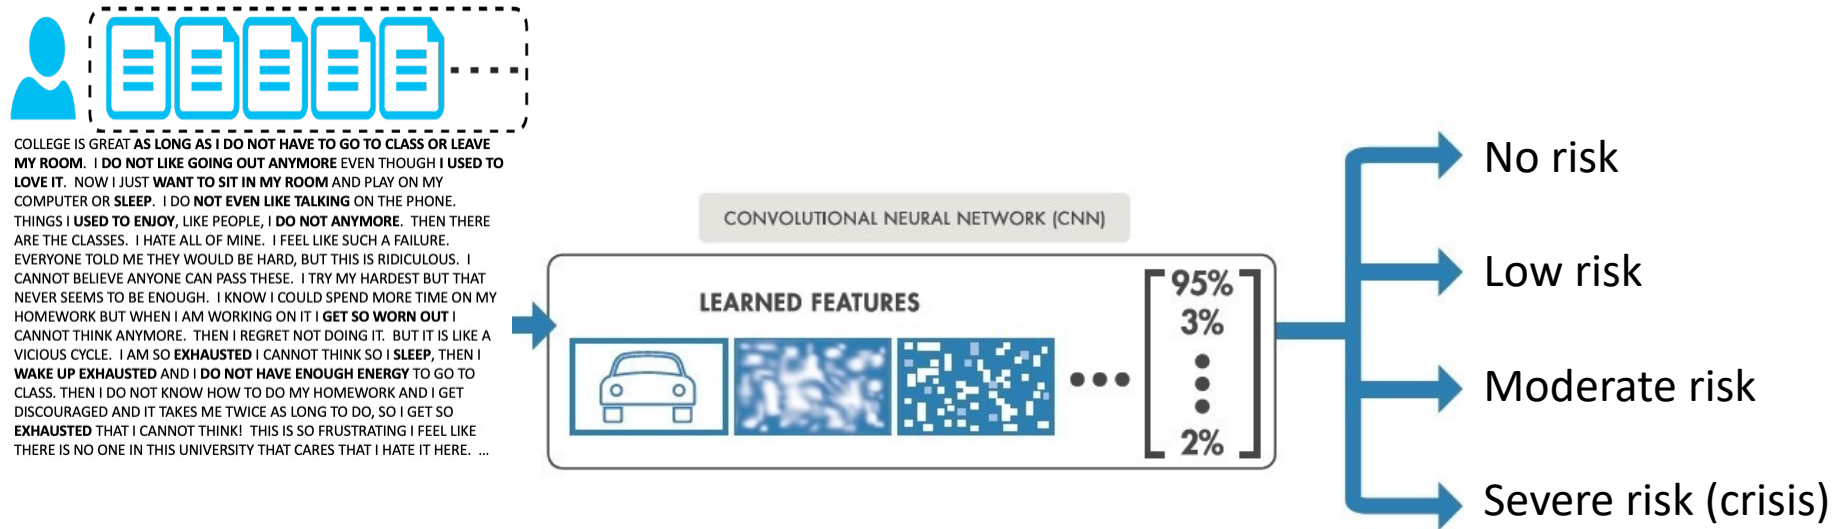 COLLEGE IS GREAT AS LONG AS I DO NOT HAVE TO GO TO CLASS OR LEAVE
MY ROOM.  I DO NOT LIKE GOING OUT ANYMORE EVEN THOUGH I USED TO
LOVE IT.  NOW I JUST WANT TO SIT IN MY ROOM AND PLAY ON MY
COMPUTER OR SLEEP.  I DO NOT EVEN LIKE TALKING ON THE PHONE.
THINGS I USED TO ENJOY, LIKE PEOPLE, I DO NOT ANYMORE.  THEN THERE
ARE THE CLASSES.  I HATE ALL OF MINE.  I FEEL LIKE SUCH A FAILURE.
EVERYONE TOLD ME THEY WOULD BE HARD, BUT THIS IS RIDICULOUS.  I
CANNOT BELIEVE ANYONE CAN PASS THESE.  I TRY MY HARDEST BUT THAT
NEVER SEEMS TO BE ENOUGH.  I KNOW I COULD SPEND MORE TIME ON MY
HOMEWORK BUT WHEN I AM WORKING ON IT I GET SO WORN OUT I
CANNOT THINK ANYMORE.  THEN I REGRET NOT DOING IT.  BUT IT IS LIKE A
VICIOUS CYCLE.  I AM SO EXHAUSTED I CANNOT THINK SO I SLEEP, THEN I
WAKE UP EXHAUSTED AND I DO NOT HAVE ENOUGH ENERGY TO GO TO
CLASS. THEN I DO NOT KNOW HOW TO DO MY HOMEWORK AND I GET
DISCOURAGED AND IT TAKES ME TWICE AS LONG TO DO, SO I GET SO
EXHAUSTED THAT I CANNOT THINK!  THIS IS SO FRUSTRATING I FEEL LIKE
THERE IS NO ONE IN THIS UNIVERSITY THAT CARES THAT I HATE IT HERE.  ...
CONVOLUTIONAL NEURAL NETWORK (CNN)
LEARNED FEATURES
95%
3%
2%
No risk
Low risk
Moderate risk
Severe risk (crisis)